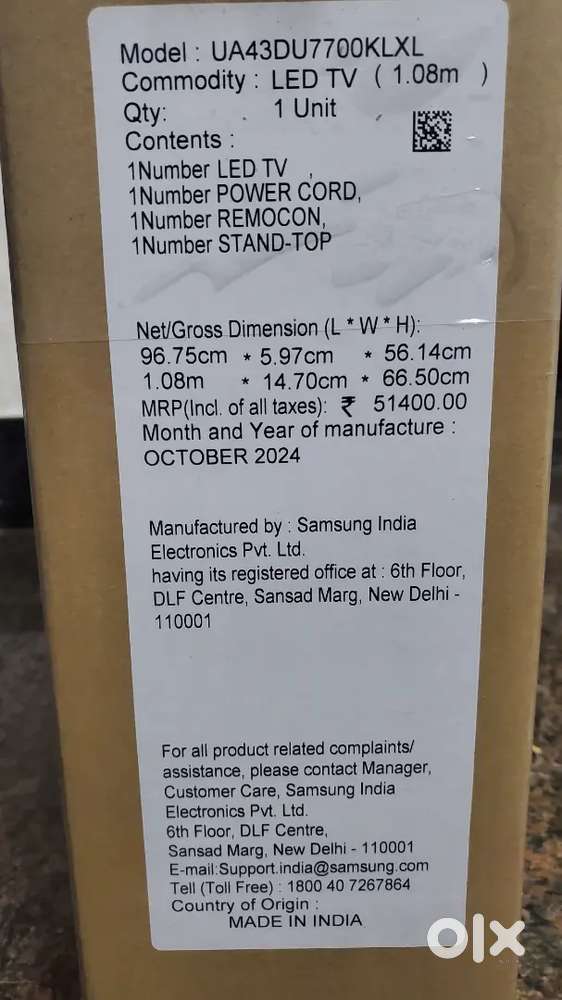 Model : UA43DU7700KLXL
Commodity : LED TV ( 1.08m )
Qty: 1 Unit
Contents :
1Number LED TV ,
1Number POWER CORD,
1Number REMOCON,
1Number STAND-TOP
Net/Gross Dimension (L * W * H):
96.75cm * 5.97cm * 56.14cm
1.08m * 14.70cm * 66.50cm
MRP(Incl. of all taxes): ₹ 51400.00
Month and Year of manufacture :
OCTOBER 2024
Manufactured by : Samsung India
Electronics Pvt. Ltd.
having its registered office at : 6th Floor,
DLF Centre, Sansad Marg, New Delhi -
110001
For all product related complaints/
assistance, please contact Manager,
Customer Care, Samsung India
Electronics Pvt. Ltd.
6th Floor, DLF Centre,
Sansad Marg, New Delhi - 110001
E-mail:Support.india@samsung.com
Tell (Toll Free) : 1800 40 7267864
Country of Origin :
MADE IN INDIA
olx